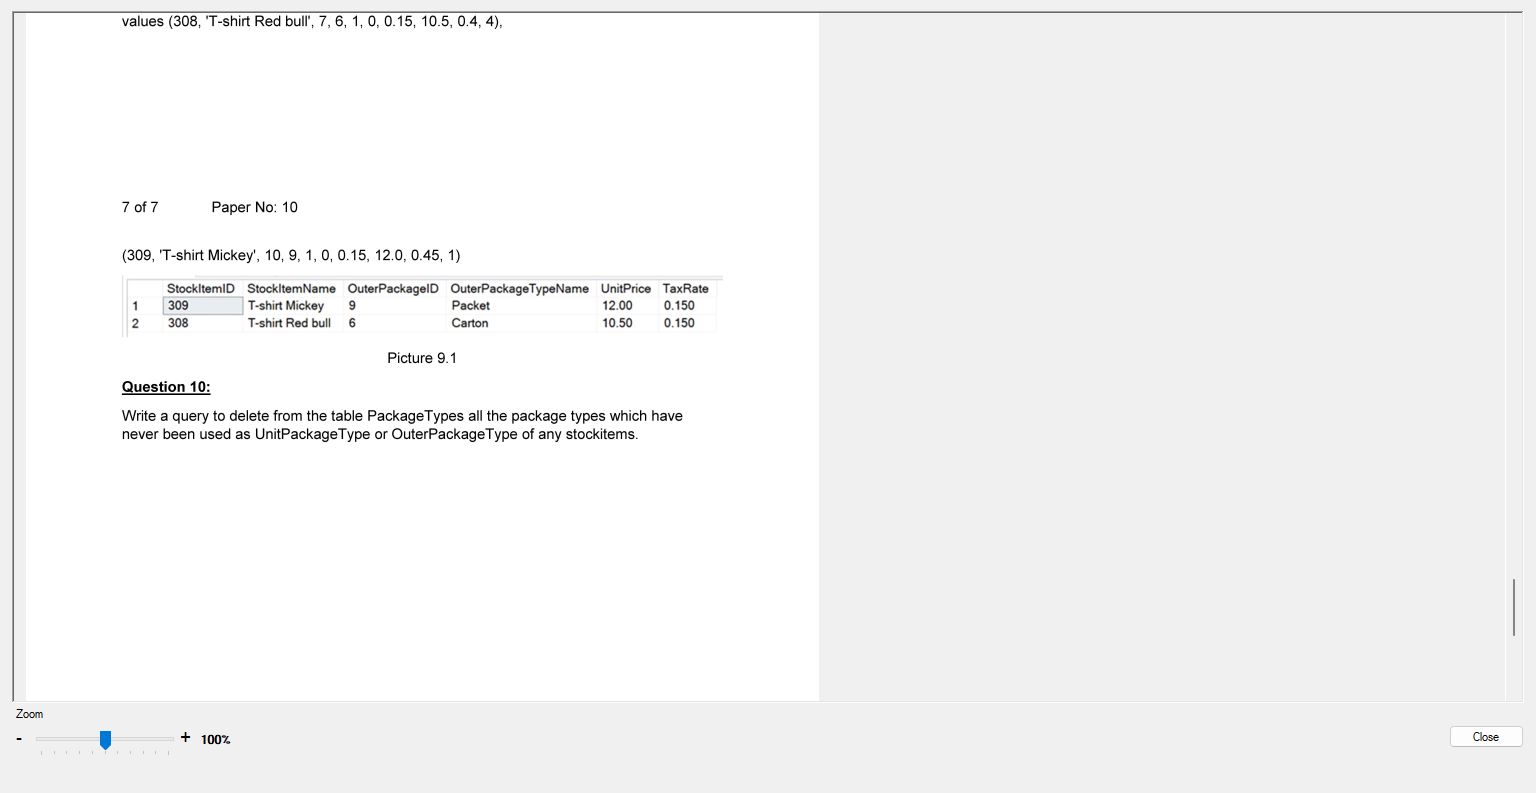 values (308, 'T-shirt Red bull', 7, 6, 1, 0, 0.15, 10.5, 0.4, 4),
7 of 7 Paper No: 10
(309, 'T-shirt Mickey', 10, 9, 1, 0, 0.15, 12.0, 0.45, 1)
StockItemID StockItemName OuterPackageID OuterPackageTypeName UnitPrice TaxRate
1 309 T-shirt Mickey 9 Packet 12.00 0.150
2 308 T-shirt Red bull 6 Carton 10.50 0.150
Picture 9.1
Question 10:
Write a query to delete from the table PackageTypes all the package types which have
never been used as UnitPackageType or OuterPackageType of any stockitems.
Zoom
- + 100%
Close